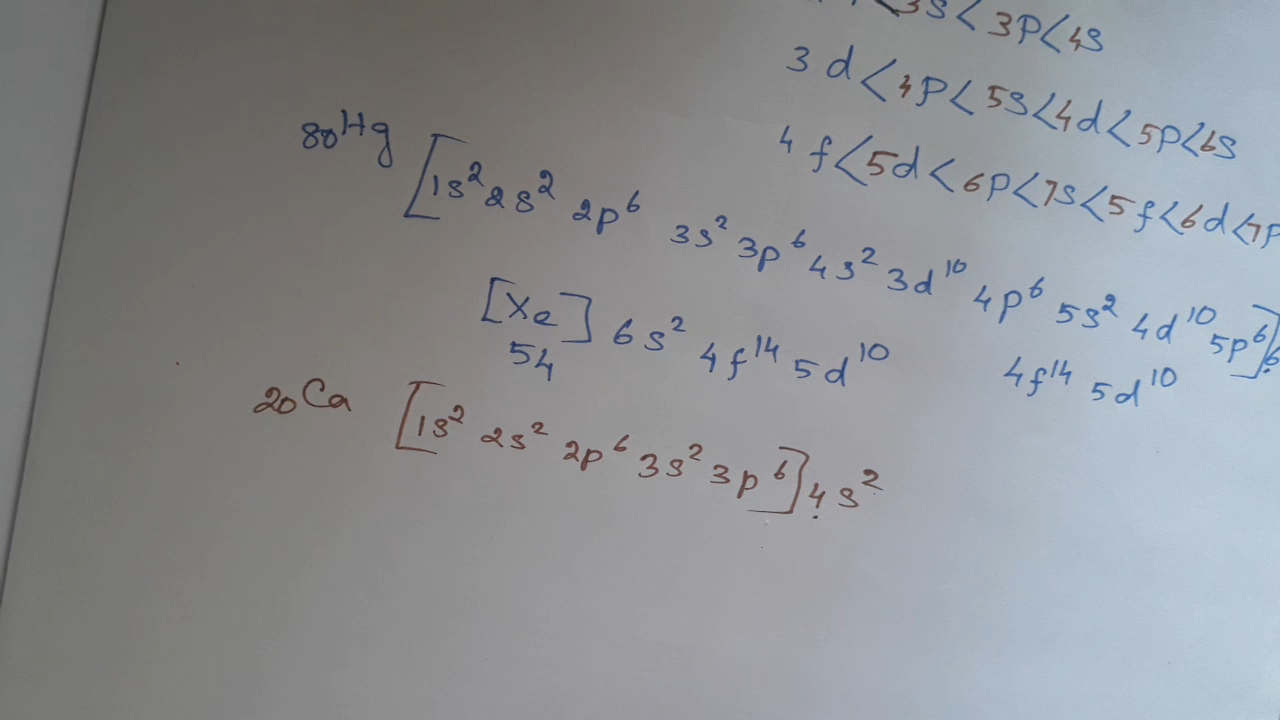 <3s<3p<4s
3d<4p<5s<4d<5p<6s
4f<5d<6p<7s<5f<6d<7p
80Hg [1s² 2s² 2p⁶ 3s² 3p⁶ 4s² 3d¹⁰ 4p⁶ 5s² 4d¹⁰ 5p⁶] 6
4f¹⁴ 5d¹⁰
[Xe] 6s² 4f¹⁴ 5d¹⁰
54
20Ca [1s² 2s² 2p⁶ 3s² 3p⁶] 4s²